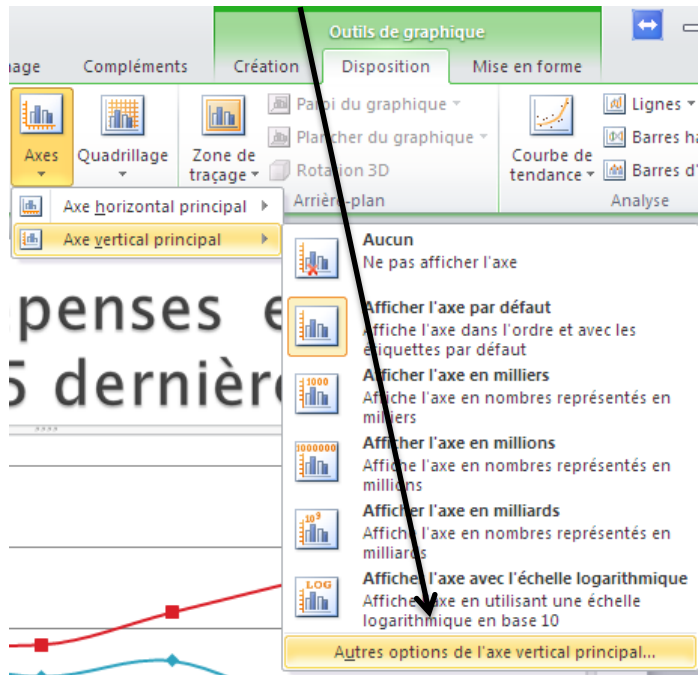 Outils de graphique
nage Compléments Création Disposition Mise en forme
Axes
Quadrillage
Zone de
traçage
Paroi du graphique
Plancher du graphique
Rotation 3D
Arrière-plan
Courbe de
tendance
Lignes
Barres ha
Barres d'
Analyse
Axe horizontal principal
Axe vertical principal
Aucun
Ne pas afficher l'axe
Afficher l'axe par défaut
Affiche l'axe dans l'ordre et avec les
étiquettes par défaut
1000
Afficher l'axe en milliers
Affiche l'axe en nombres représentés en
milliers
1000000
Afficher l'axe en millions
Affiche l'axe en nombres représentés en
millions
10⁹
Afficher l'axe en milliards
Affiche l'axe en nombres représentés en
milliards
LOG
Afficher l'axe avec l'échelle logarithmique
Affiche l'axe en utilisant une échelle
logarithmique en base 10
Autres options de l'axe vertical principal...
penses e
5 dernière